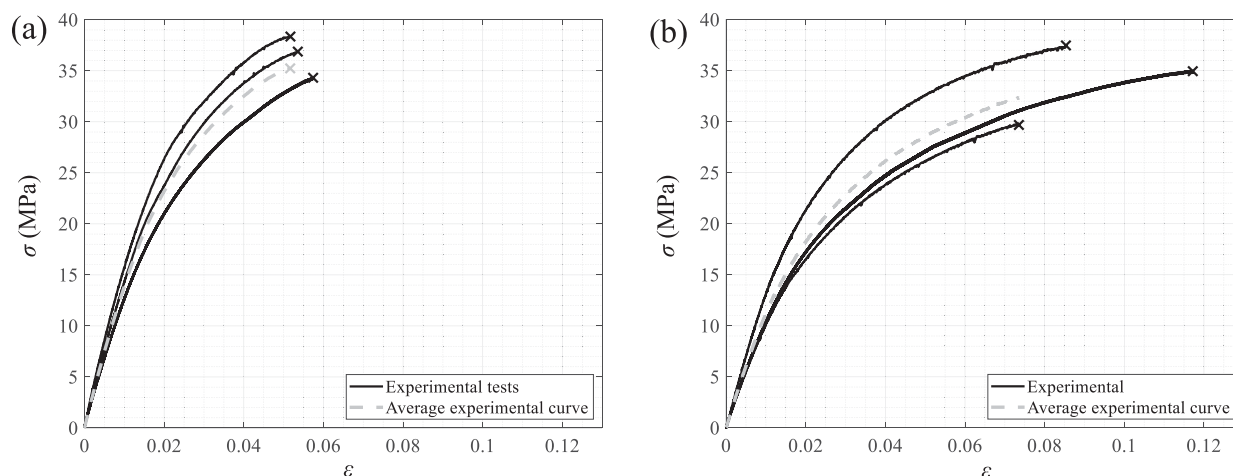 (a)
40
35
30
25
20
15
10
5
0
σ (MPa)
0 0.02 0.04 0.06 0.08 0.1 0.12
ε
Experimental tests
Average experimental curve
(b)
40
35
30
25
20
15
10
5
0
σ (MPa)
0 0.02 0.04 0.06 0.08 0.1 0.12
ε
Experimental
Average experimental curve